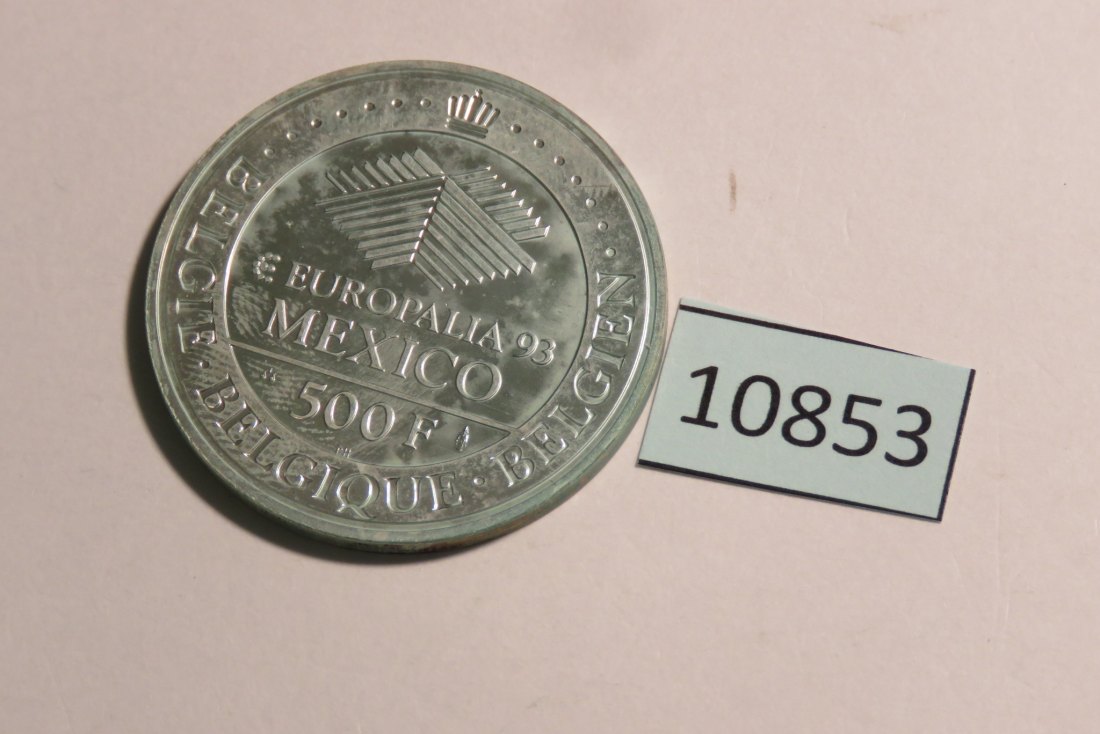 BELGIE · BELGIQUE · BELGIEN
EUROPALIA 93
MEXICO
500 F
10853